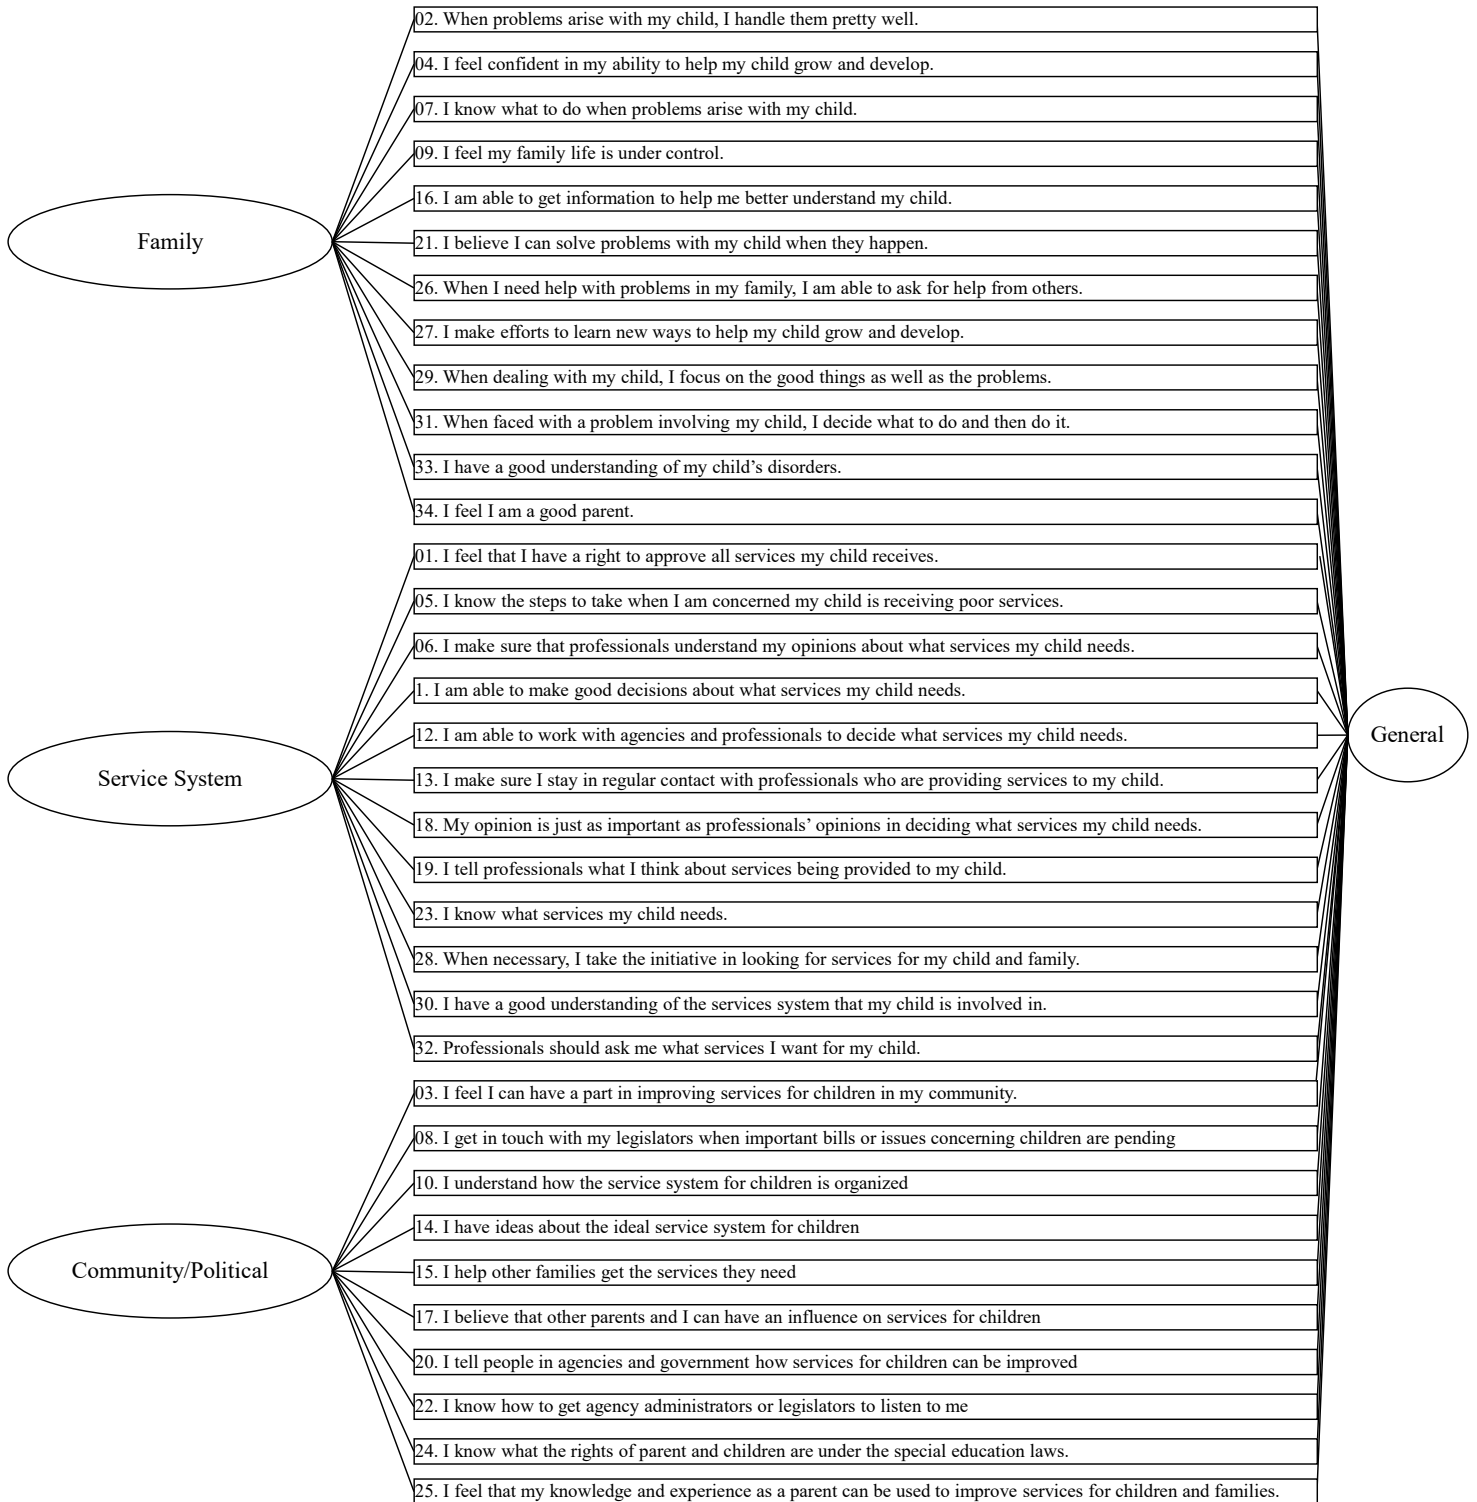 02. When problems arise with my child, I handle them pretty well.
04. I feel confident in my ability to help my child grow and develop.
07. I know what to do when problems arise with my child.
09. I feel my family life is under control.
16. I am able to get information to help me better understand my child.
Family
21. I believe I can solve problems with my child when they happen.
26. When I need help with problems in my family, I am able to ask for help from others.
27. I make efforts to learn new ways to help my child grow and develop.
29. When dealing with my child, I focus on the good things as well as the problems.
31. When faced with a problem involving my child, I decide what to do and then do it.
33. I have a good understanding of my child’s disorders.
34. I feel I am a good parent.
01. I feel that I have a right to approve all services my child receives.
05. I know the steps to take when I am concerned my child is receiving poor services.
06. I make sure that professionals understand my opinions about what services my child needs.
1. I am able to make good decisions about what services my child needs.
12. I am able to work with agencies and professionals to decide what services my child needs.
General
Service System
13. I make sure I stay in regular contact with professionals who are providing services to my child.
18. My opinion is just as important as professionals’ opinions in deciding what services my child needs.
19. I tell professionals what I think about services being provided to my child.
23. I know what services my child needs.
28. When necessary, I take the initiative in looking for services for my child and family.
30. I have a good understanding of the services system that my child is involved in.
32. Professionals should ask me what services I want for my child.
03. I feel I can have a part in improving services for children in my community.
08. I get in touch with my legislators when important bills or issues concerning children are pending
10. I understand how the service system for children is organized
14. I have ideas about the ideal service system for children
Community/Political
15. I help other families get the services they need
17. I believe that other parents and I can have an influence on services for children
20. I tell people in agencies and government how services for children can be improved
22. I know how to get agency administrators or legislators to listen to me
24. I know what the rights of parent and children are under the special education laws.
25. I feel that my knowledge and experience as a parent can be used to improve services for children and families.